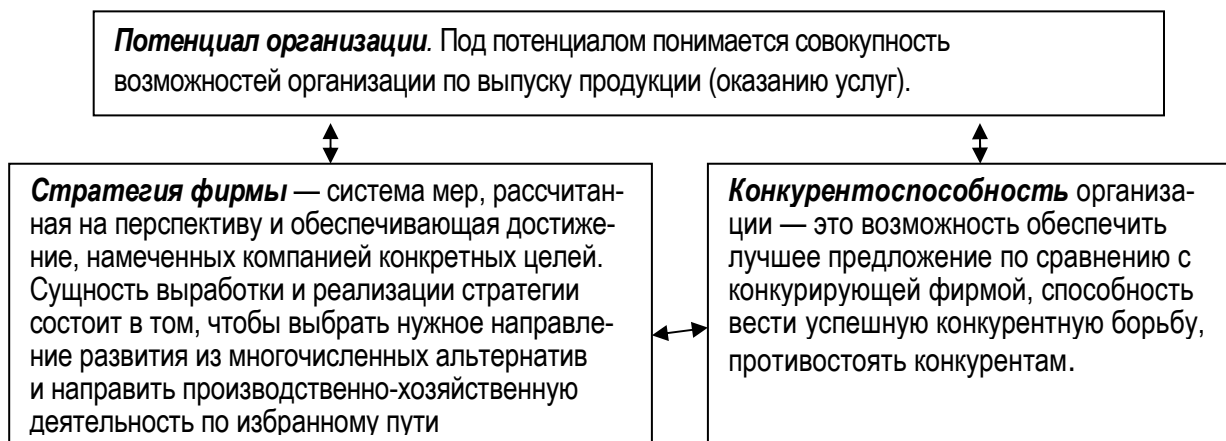 Потенциал организации. Под потенциалом понимается совокупность
возможностей организации по выпуску продукции (оказанию услуг).
Стратегия фирмы — система мер, рассчитан-
ная на перспективу и обеспечивающая достиже-
ние, намеченных компанией конкретных целей.
Сущность выработки и реализации стратегии
состоит в том, чтобы выбрать нужное направле-
ние развития из многочисленных альтернатив
и направить производственно-хозяйственную
деятельность по избранному пути
Конкурентоспособность организа-
ции — это возможность обеспечить
лучшее предложение по сравнению с
конкурирующей фирмой, способность
вести успешную конкурентную борьбу,
противостоять конкурентам.